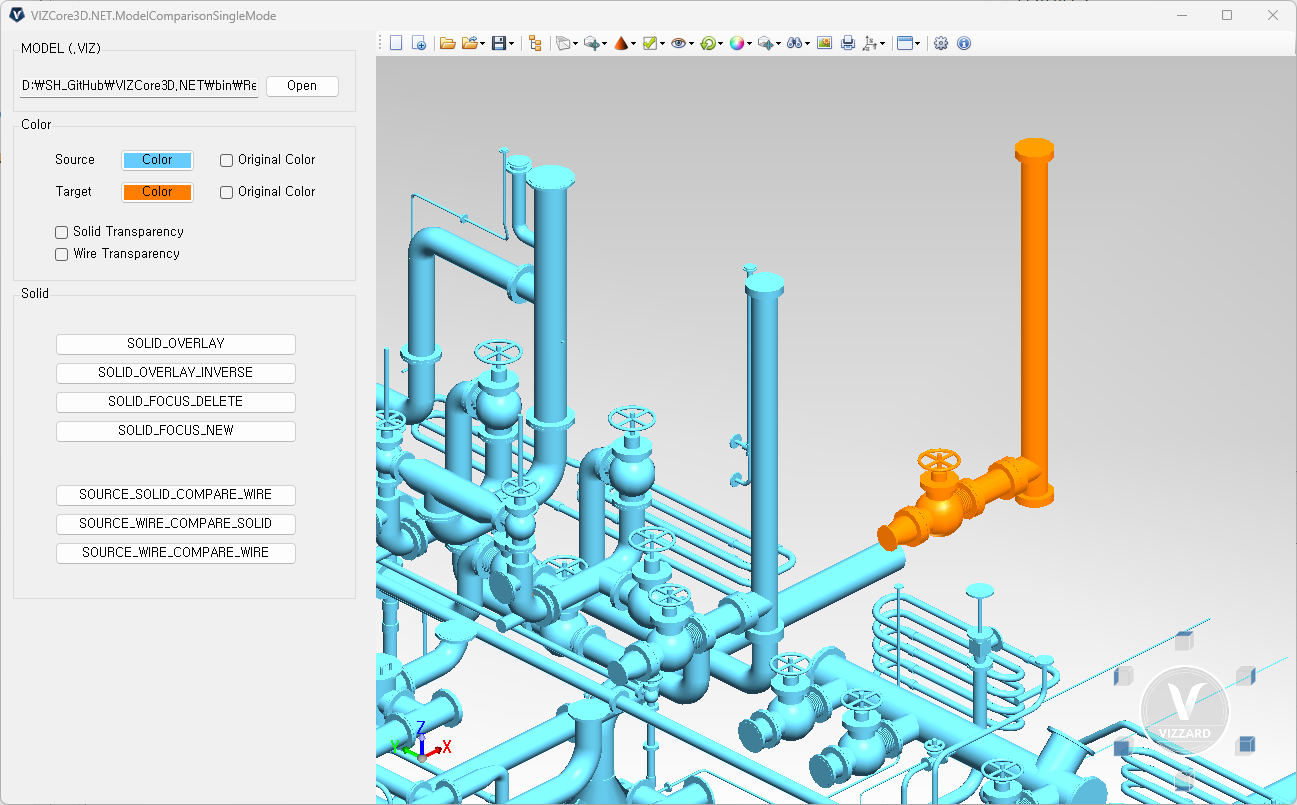 VIZCore3D.NET.ModelComparisonSingleMode
MODEL (.VIZ)
D:₩SH_GitHub₩VIZCore3D.NET₩bin₩Re
Open
Color
Source Color Original Color
Target Color Original Color
Solid Transparency
Wire Transparency
Solid
SOLID_OVERLAY
SOLID_OVERLAY_INVERSE
SOLID_FOCUS_DELETE
SOLID_FOCUS_NEW
SOURCE_SOLID_COMPARE_WIRE
SOURCE_WIRE_COMPARE_SOLID
SOURCE_WIRE_COMPARE_WIRE
Z
Y X
VIZZARD